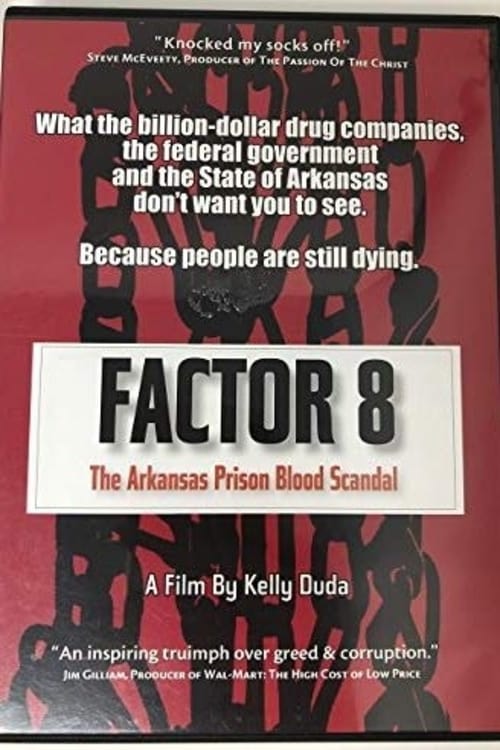 "Knocked my socks off!"
Steve McEveety, Producer of The Passion Of The Christ
What the billion-dollar drug companies,
the federal government
and the State of Arkansas
don't want you to see.
Because people are still dying.
FACTOR 8
The Arkansas Prison Blood Scandal
A Film By Kelly Duda
"An inspiring truimph over greed & corruption."
Jim Gilliam, Producer of Wal-Mart: The High Cost of Low Price